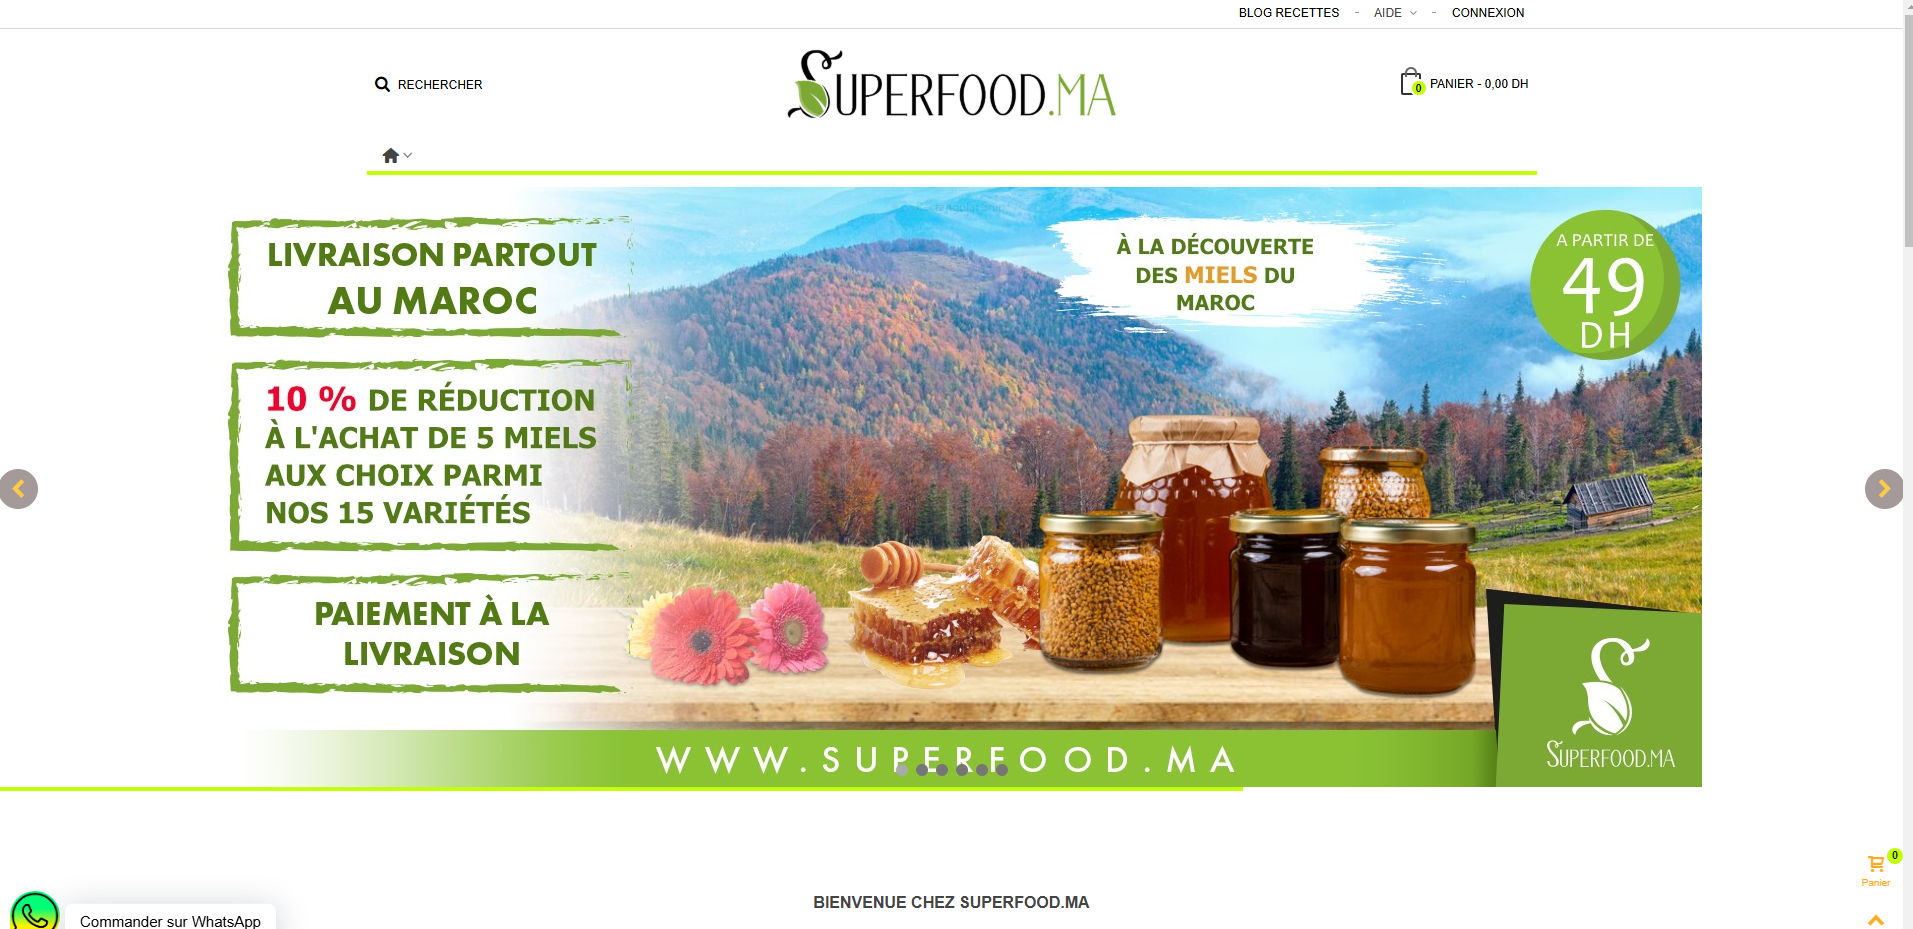 BLOG RECETTES - AIDE - CONNEXION
RECHERCHER
SUPERFOOD.MA
0
PANIER - 0,00 DH
LIVRAISON PARTOUT
AU MAROC
À LA DÉCOUVERTE
DES MIELS DU
MAROC
A PARTIR DE
49
DH
10 % DE RÉDUCTION
À L'ACHAT DE 5 MIELS
AUX CHOIX PARMI
NOS 15 VARIÉTÉS
PAIEMENT À LA
LIVRAISON
SUPERFOOD.MA
WWW.SUPERFOOD.MA
0
Panier
BIENVENUE CHEZ SUPERFOOD.MA
Commander sur WhatsApp